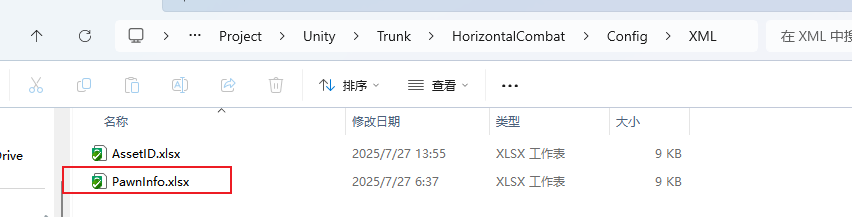 ··· > Project > Unity > Trunk > HorizontalCombat > Config > XML
在 XML 中搜
排序 查看 ···
名称 修改日期 类型 大小
AssetID.xlsx 2025/7/27 13:55 XLSX 工作表 9 KB
PawnInfo.xlsx 2025/7/27 6:37 XLSX 工作表 9 KB
Drive